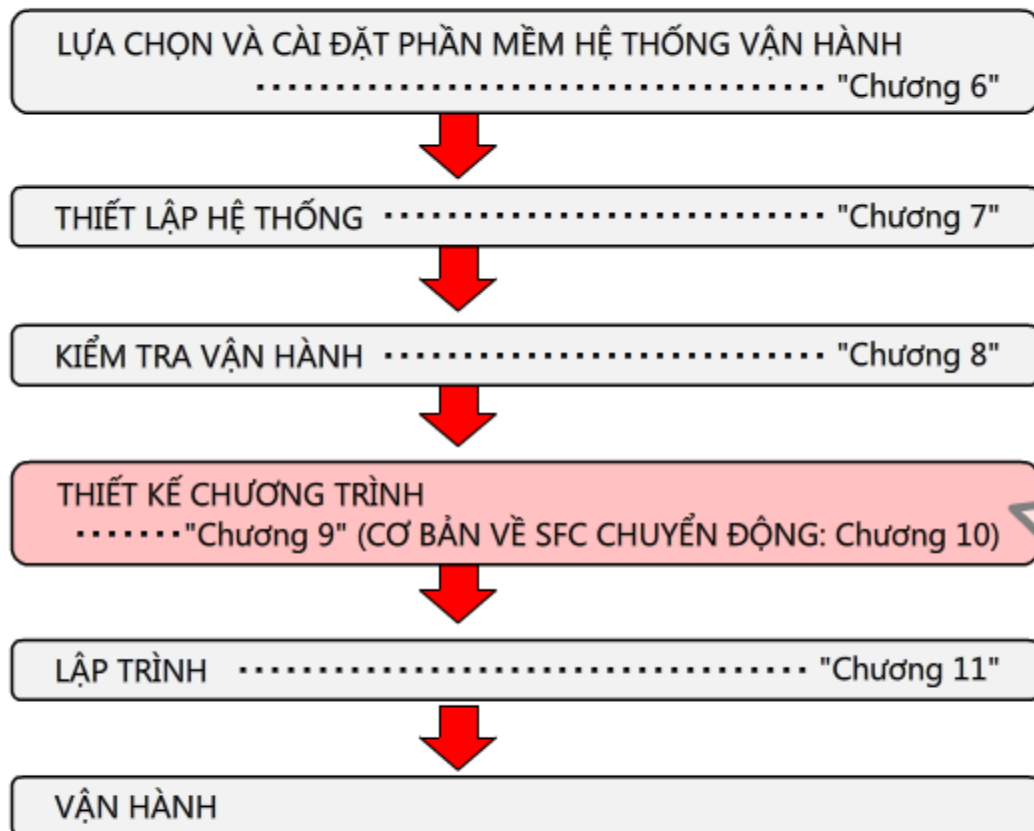 LỰA CHỌN VÀ CÀI ĐẶT PHẦN MỀM HỆ THỐNG VẬN HÀNH
.................................... "Chương 6"
THIẾT LẬP HỆ THỐNG ............................ "Chương 7"
KIỂM TRA VẬN HÀNH ............................ "Chương 8"
THIẾT KẾ CHƯƠNG TRÌNH
......."Chương 9" (CƠ BẢN VỀ SFC CHUYỂN ĐỘNG: Chương 10)
LẬP TRÌNH .................................... "Chương 11"
VẬN HÀNH